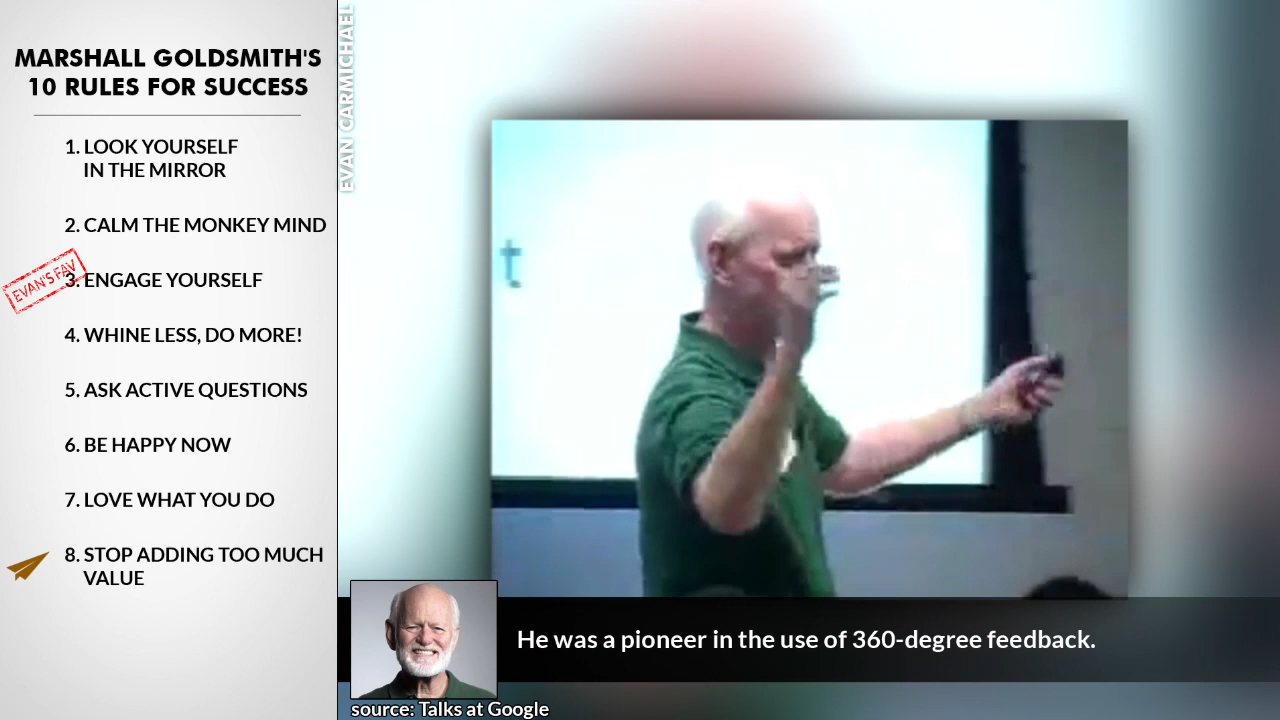 MARSHALL GOLDSMITH'S
10 RULES FOR SUCCESS
1. LOOK YOURSELF
IN THE MIRROR
2. CALM THE MONKEY MIND
EVAN'S FAV
3. ENGAGE YOURSELF
4. WHINE LESS, DO MORE!
5. ASK ACTIVE QUESTIONS
6. BE HAPPY NOW
7. LOVE WHAT YOU DO
8. STOP ADDING TOO MUCH
VALUE
EVAN CARMICHAEL
t
He was a pioneer in the use of 360-degree feedback.
source: Talks at Google